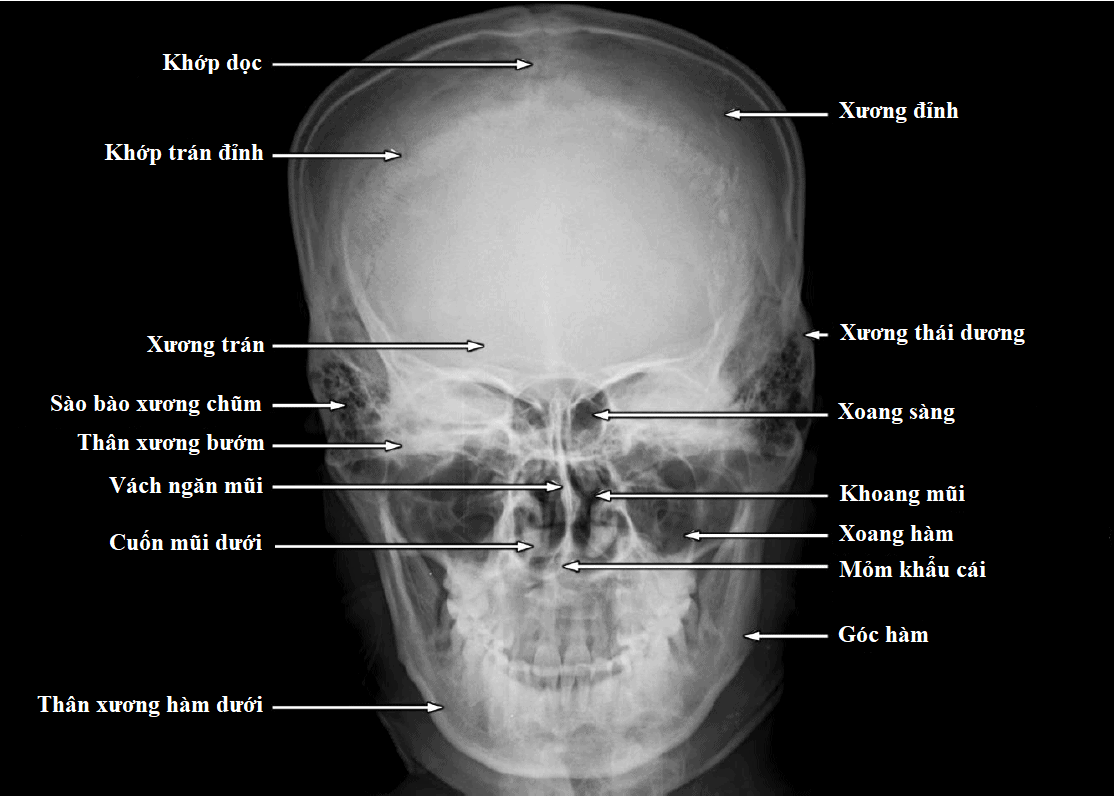 Khớp dọc
Xương đỉnh
Khớp trán đỉnh
Xương trán
Xương thái dương
Sào bào xương chũm
Xoang sàng
Thân xương bướm
Vách ngăn mũi
Khoang mũi
Cuốn mũi dưới
Xoang hàm
Mỏm khẩu cái
Góc hàm
Thân xương hàm dưới